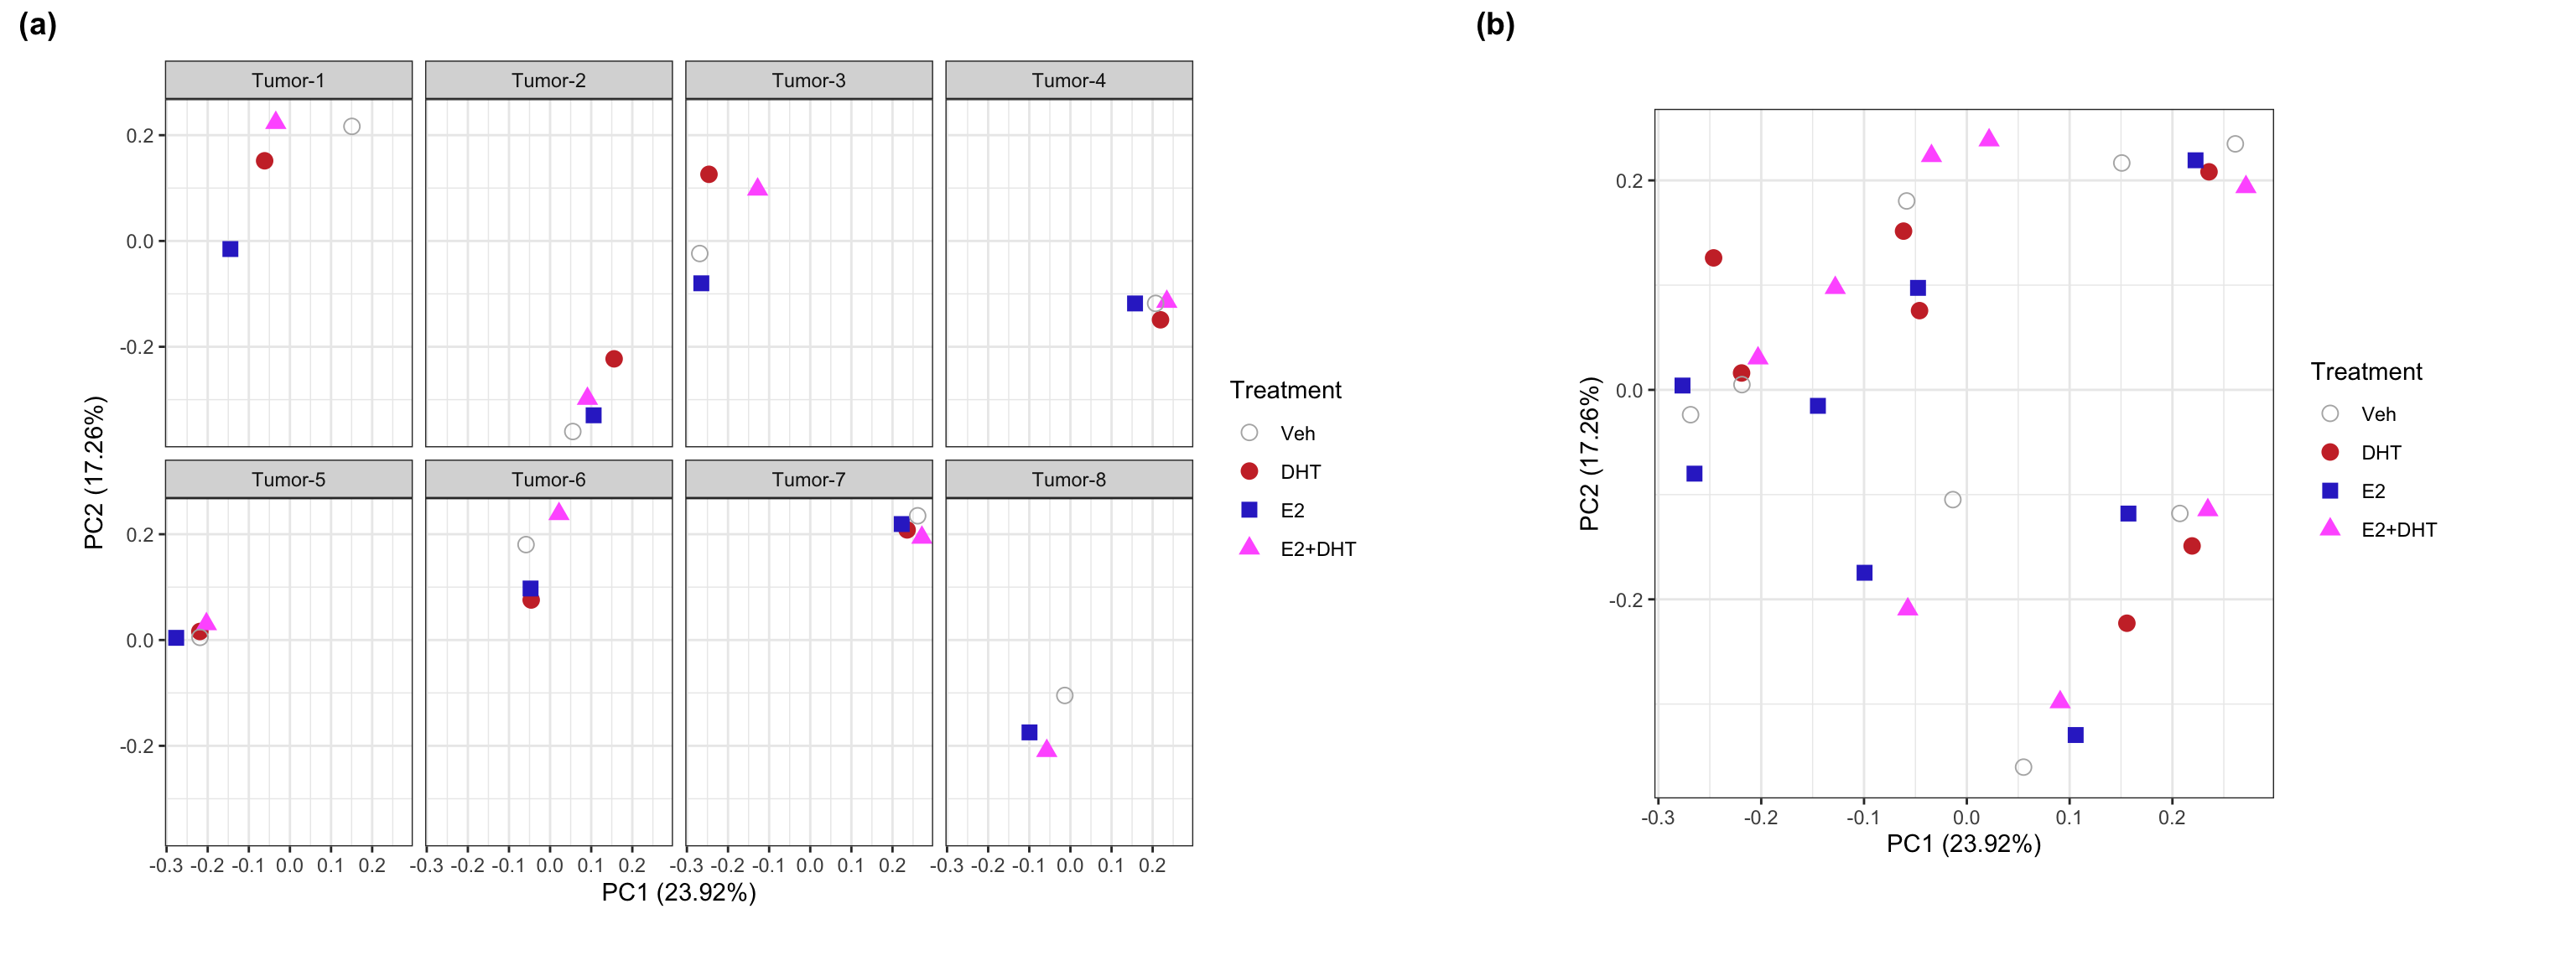 (a)
Tumor-1 Tumor-2 Tumor-3 Tumor-4
0.2
0.0
-0.2
Tumor-5 Tumor-6 Tumor-7 Tumor-8
0.2
0.0
-0.2
-0.3 -0.2 -0.1 0.0 0.1 0.2 -0.3 -0.2 -0.1 0.0 0.1 0.2 -0.3 -0.2 -0.1 0.0 0.1 0.2 -0.3 -0.2 -0.1 0.0 0.1 0.2
PC1 (23.92%)
PC2 (17.26%)
Treatment
Veh
DHT
E2
E2+DHT
(b)
0.2
0.0
-0.2
-0.3 -0.2 -0.1 0.0 0.1 0.2
PC1 (23.92%)
PC2 (17.26%)
Treatment
Veh
DHT
E2
E2+DHT